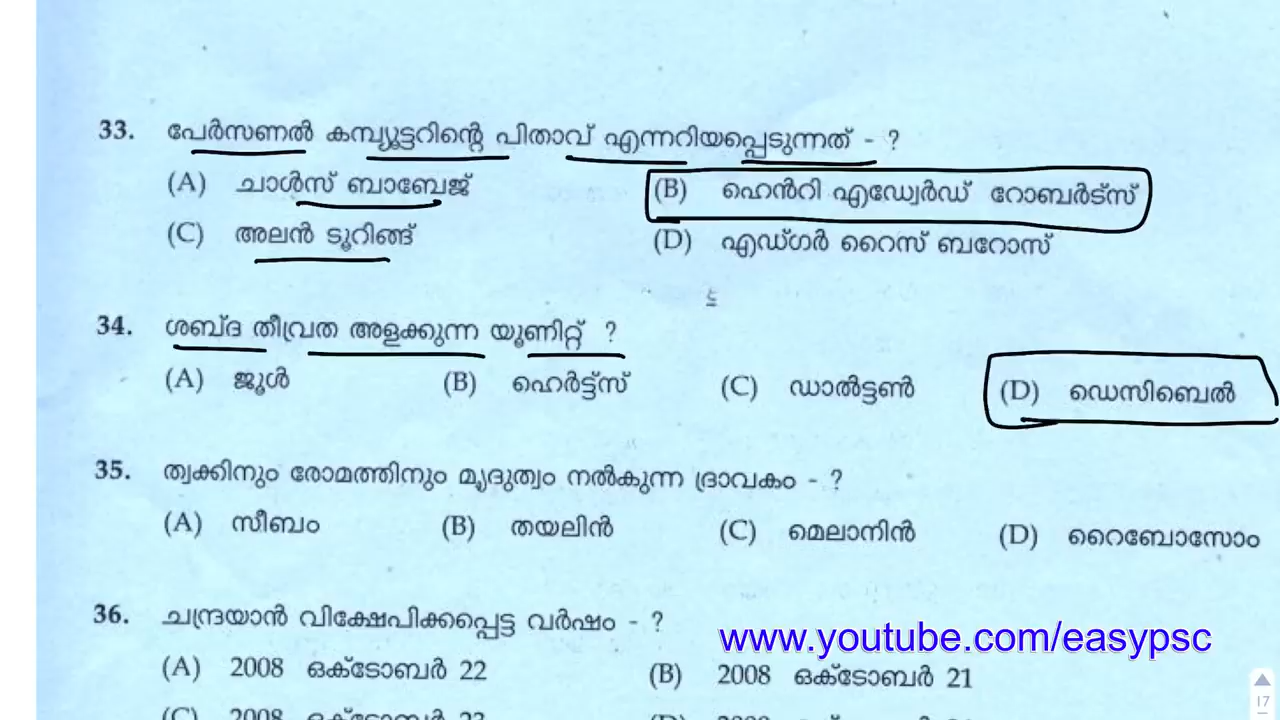 33. പേർസണൽ കമ്പ്യൂട്ടറിന്റെ പിതാവ് എന്നറിയപ്പെടുന്നത് - ?
(A) ചാൾസ് ബാബേജ് (B) ഹെൻറി എഡ്വേർഡ് റോബർട്സ്
(C) അലൻ ടൂറിങ്ങ് (D) എഡ്ഗർ റൈസ് ബറോസ്
34. ശബ്ദ തീവ്രത അളക്കുന്ന യൂണിറ്റ് ?
(A) ജൂൾ (B) ഹെർട്ട്സ് (C) ഡാൽട്ടൺ (D) ഡെസിബെൽ
35. ത്വക്കിനും രോമത്തിനും മൃദുത്വം നൽകുന്ന ദ്രാവകം - ?
(A) സീബം (B) തയലിൻ (C) മെലാനിൻ (D) റൈബോസോം
36. ചന്ദ്രയാൻ വിക്ഷേപിക്കപ്പെട്ട വർഷം - ?
www.youtube.com/easypsc
(A) 2008 ഒക്ടോബർ 22 (B) 2008 ഒക്ടോബർ 21
17